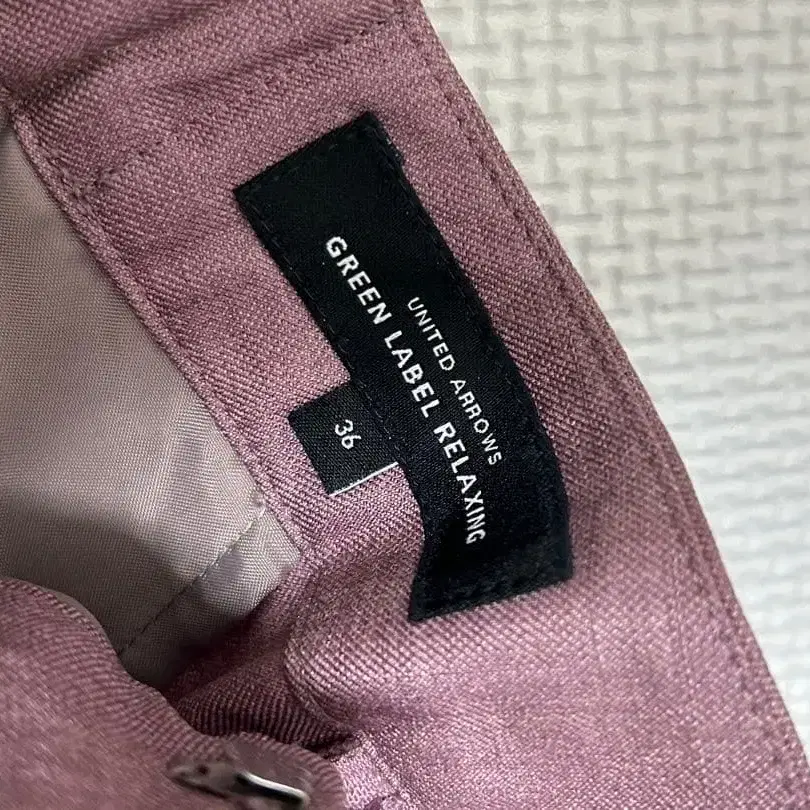 UNITED ARROWS
GREEN LABEL RELAXING
36